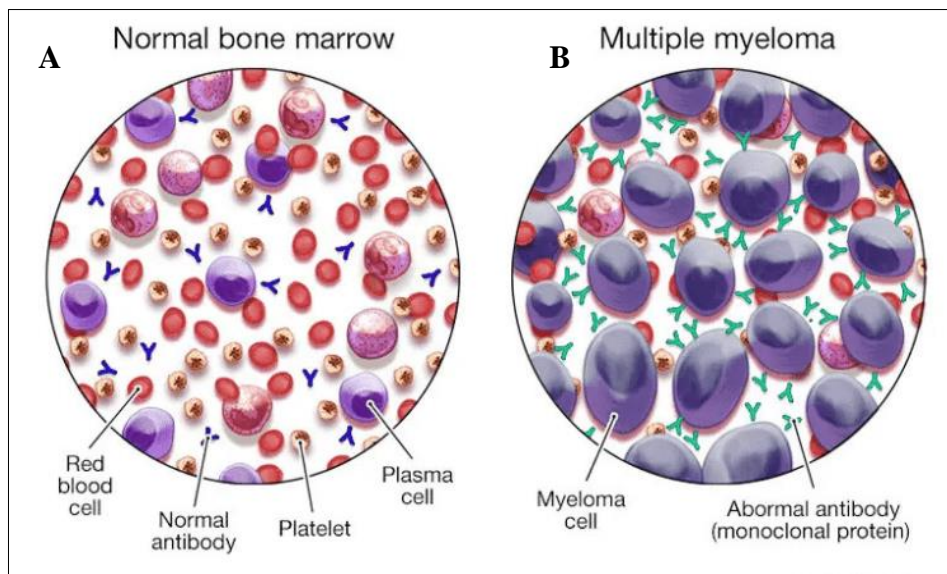 A
Normal bone marrow
B
Multiple myeloma
Red
blood
cell
Normal
antibody
Platelet
Plasma
cell
Myeloma
cell
Abormal antibody
(monoclonal protein)